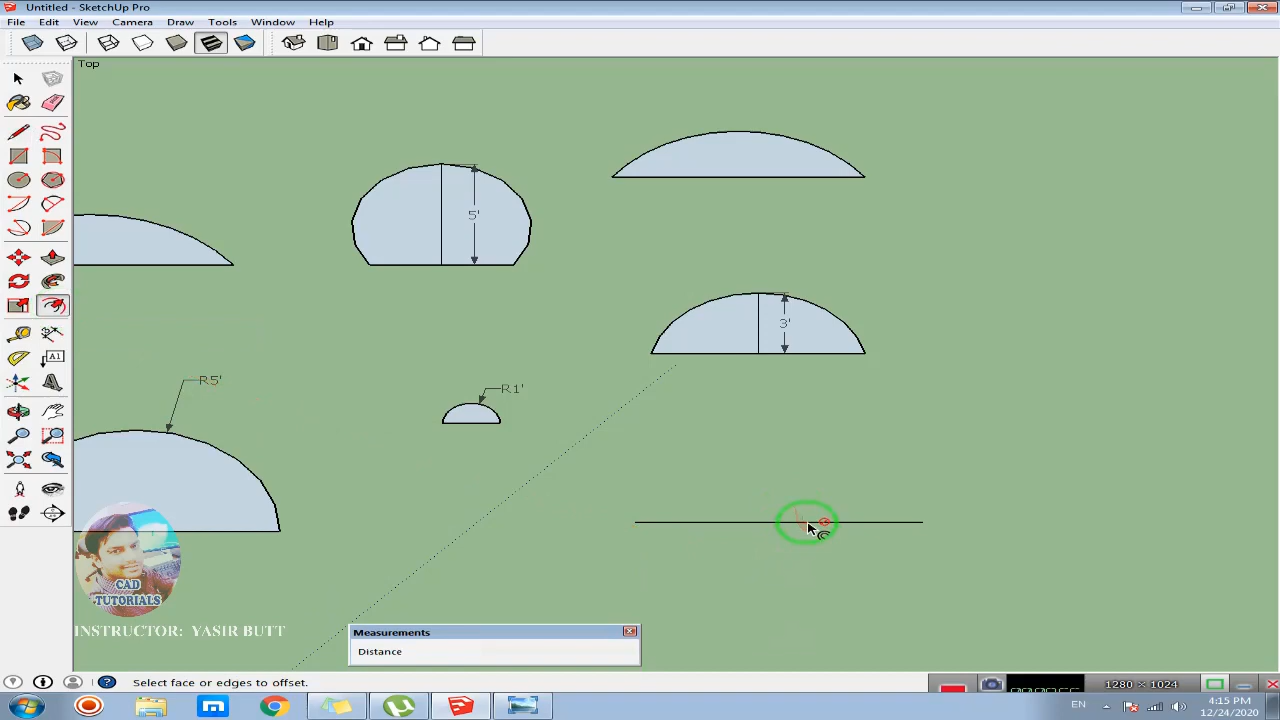 Untitled - SketchUp Pro
File Edit View Camera Draw Tools Window Help
Top
5'
3'
R5'
R1'
A1
CAD
TUTORIALS
INSTRUCTOR: YASIR BUTT
Measurements
Distance
Select face or edges to offset.
1280 × 1024
EN
4:15 PM
12/24/2020